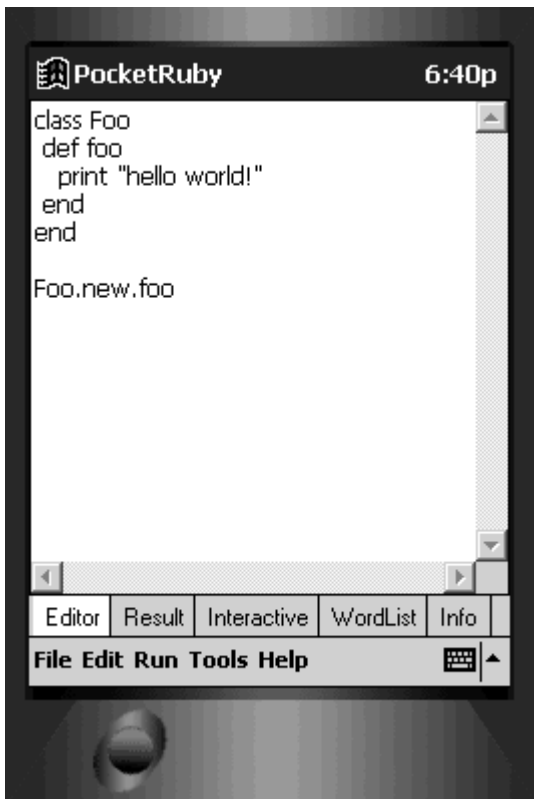 PocketRuby 6:40p
class Foo
 def foo
  print "hello world!"
 end
end

Foo.new.foo
Editor Result Interactive WordList Info
File Edit Run Tools Help